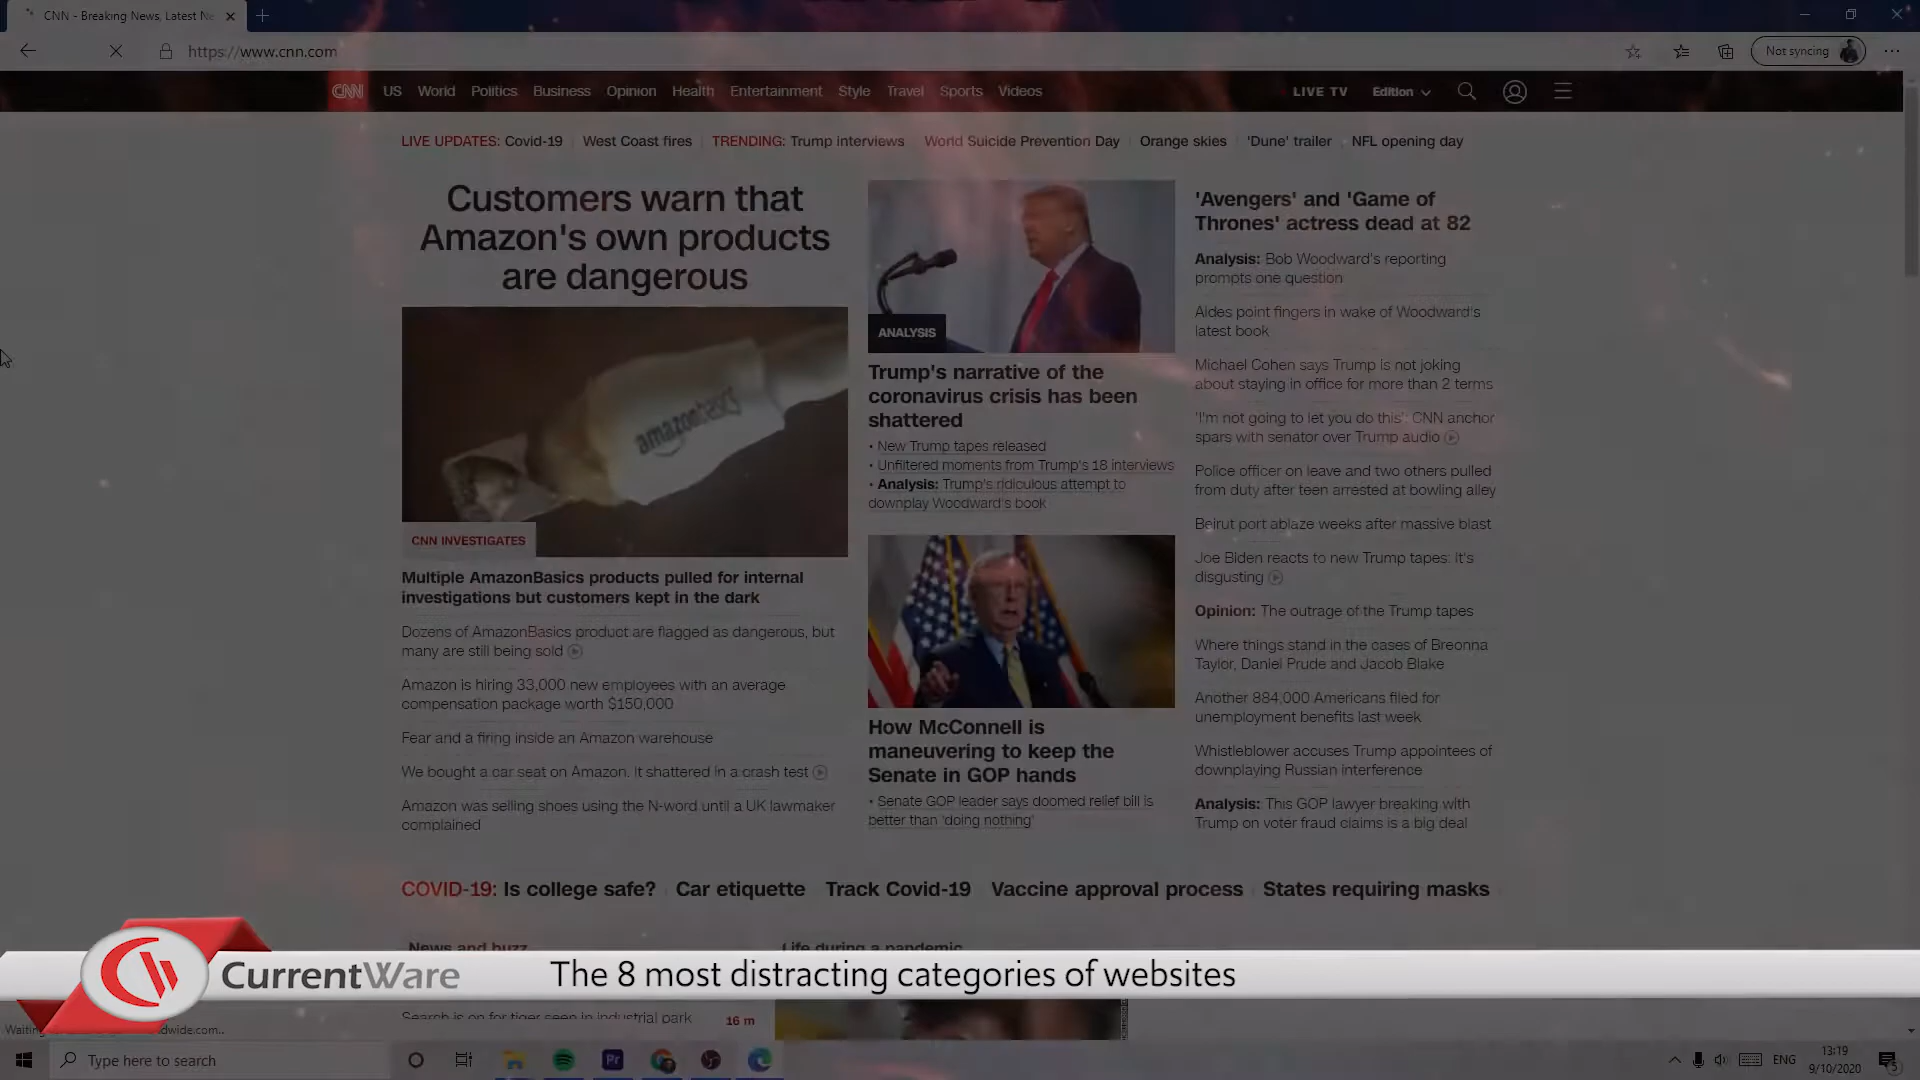 CNN - Breaking News, Latest Ne
https://www.cnn.com
Not syncing
CNN US World Politics Business Opinion Health Entertainment Style Travel Sports Videos LIVE TV Edition
LIVE UPDATES: Covid-19 West Coast fires TRENDING: Trump interviews World Suicide Prevention Day Orange skies 'Dune' trailer NFL opening day
Customers warn that
Amazon's own products
are dangerous
amazonbasics
CNN INVESTIGATES
Multiple AmazonBasics products pulled for internal
investigations but customers kept in the dark
Dozens of AmazonBasics product are flagged as dangerous, but
many are still being sold
Amazon is hiring 33,000 new employees with an average
compensation package worth $150,000
Fear and a firing inside an Amazon warehouse
We bought a car seat on Amazon. It shattered in a crash test
Amazon was selling shoes using the N-word until a UK lawmaker
complained
ANALYSIS
Trump's narrative of the
coronavirus crisis has been
shattered
• New Trump tapes released
• Unfiltered moments from Trump's 18 interviews
• Analysis: Trump's ridiculous attempt to
downplay Woodward's book
How McConnell is
maneuvering to keep the
Senate in GOP hands
• Senate GOP leader says doomed relief bill is
better than 'doing nothing'
'Avengers' and 'Game of
Thrones' actress dead at 82
Analysis: Bob Woodward's reporting
prompts one question
Aides point fingers in wake of Woodward's
latest book
Michael Cohen says Trump is not joking
about staying in office for more than 2 terms
'I'm not going to let you do this': CNN anchor
spars with senator over Trump audio
Police officer on leave and two others pulled
from duty after teen arrested at bowling alley
Beirut port ablaze weeks after massive blast
Joe Biden reacts to new Trump tapes: It's
disgusting
Opinion: The outrage of the Trump tapes
Where things stand in the cases of Breonna
Taylor, Daniel Prude and Jacob Blake
Another 884,000 Americans filed for
unemployment benefits last week
Whistleblower accuses Trump appointees of
downplaying Russian interference
Analysis: This GOP lawyer breaking with
Trump on voter fraud claims is a big deal
COVID-19: Is college safe? Car etiquette Track Covid-19 Vaccine approval process States requiring masks
News and buzz
Life during a pandemic
CurrentWare The 8 most distracting categories of websites
Search is on for tiger seen in industrial park 16 m
dwide.com..
Type here to search
Pr
ENG
13:19
9/10/2020
5